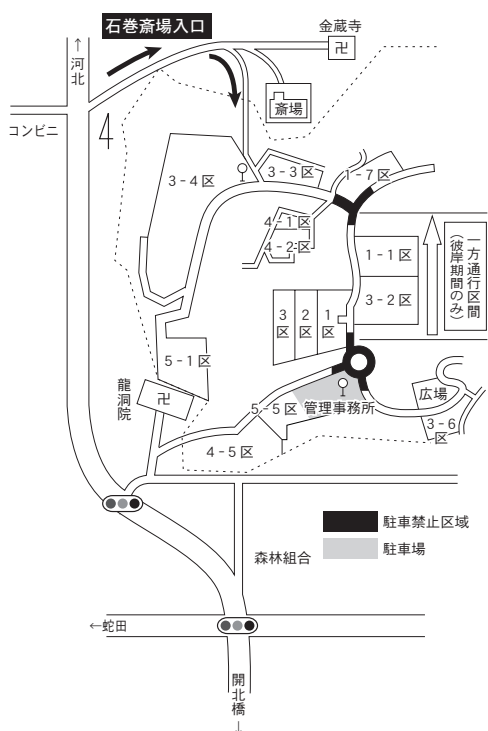 石巻斎場入口
金蔵寺
卍
↑
河北
コンビニ
斎場
3-4区
3-3区
1-7区
4-1区
4-2区
1-1区
3-2区
一方通行区間
（彼岸期間のみ）
3区
2区
1区
5-1区
龍洞院
卍
5-5区
管理事務所
広場
3-6区
4-5区
駐車禁止区域
駐車場
森林組合
←蛇田
開北橋
↓